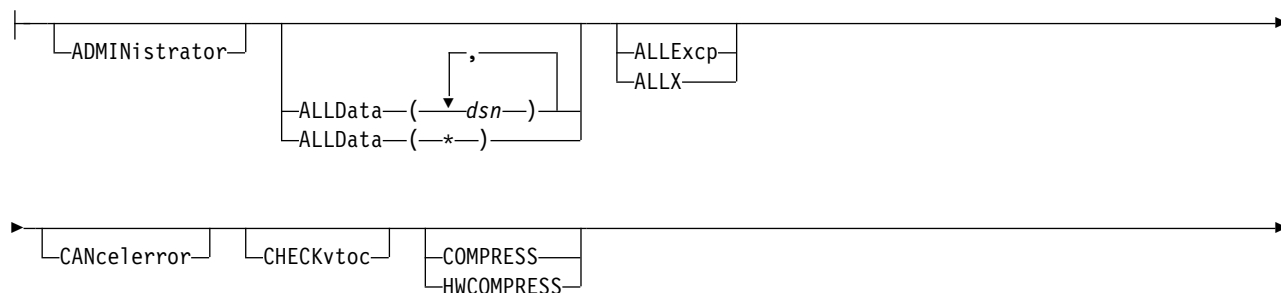 ,
ADMINistrator
ALLExcp
ALLX
ALLData ( dsn )
ALLData ( * )
CANcelerror
CHECKvtoc
COMPRESS
HWCOMPRESS